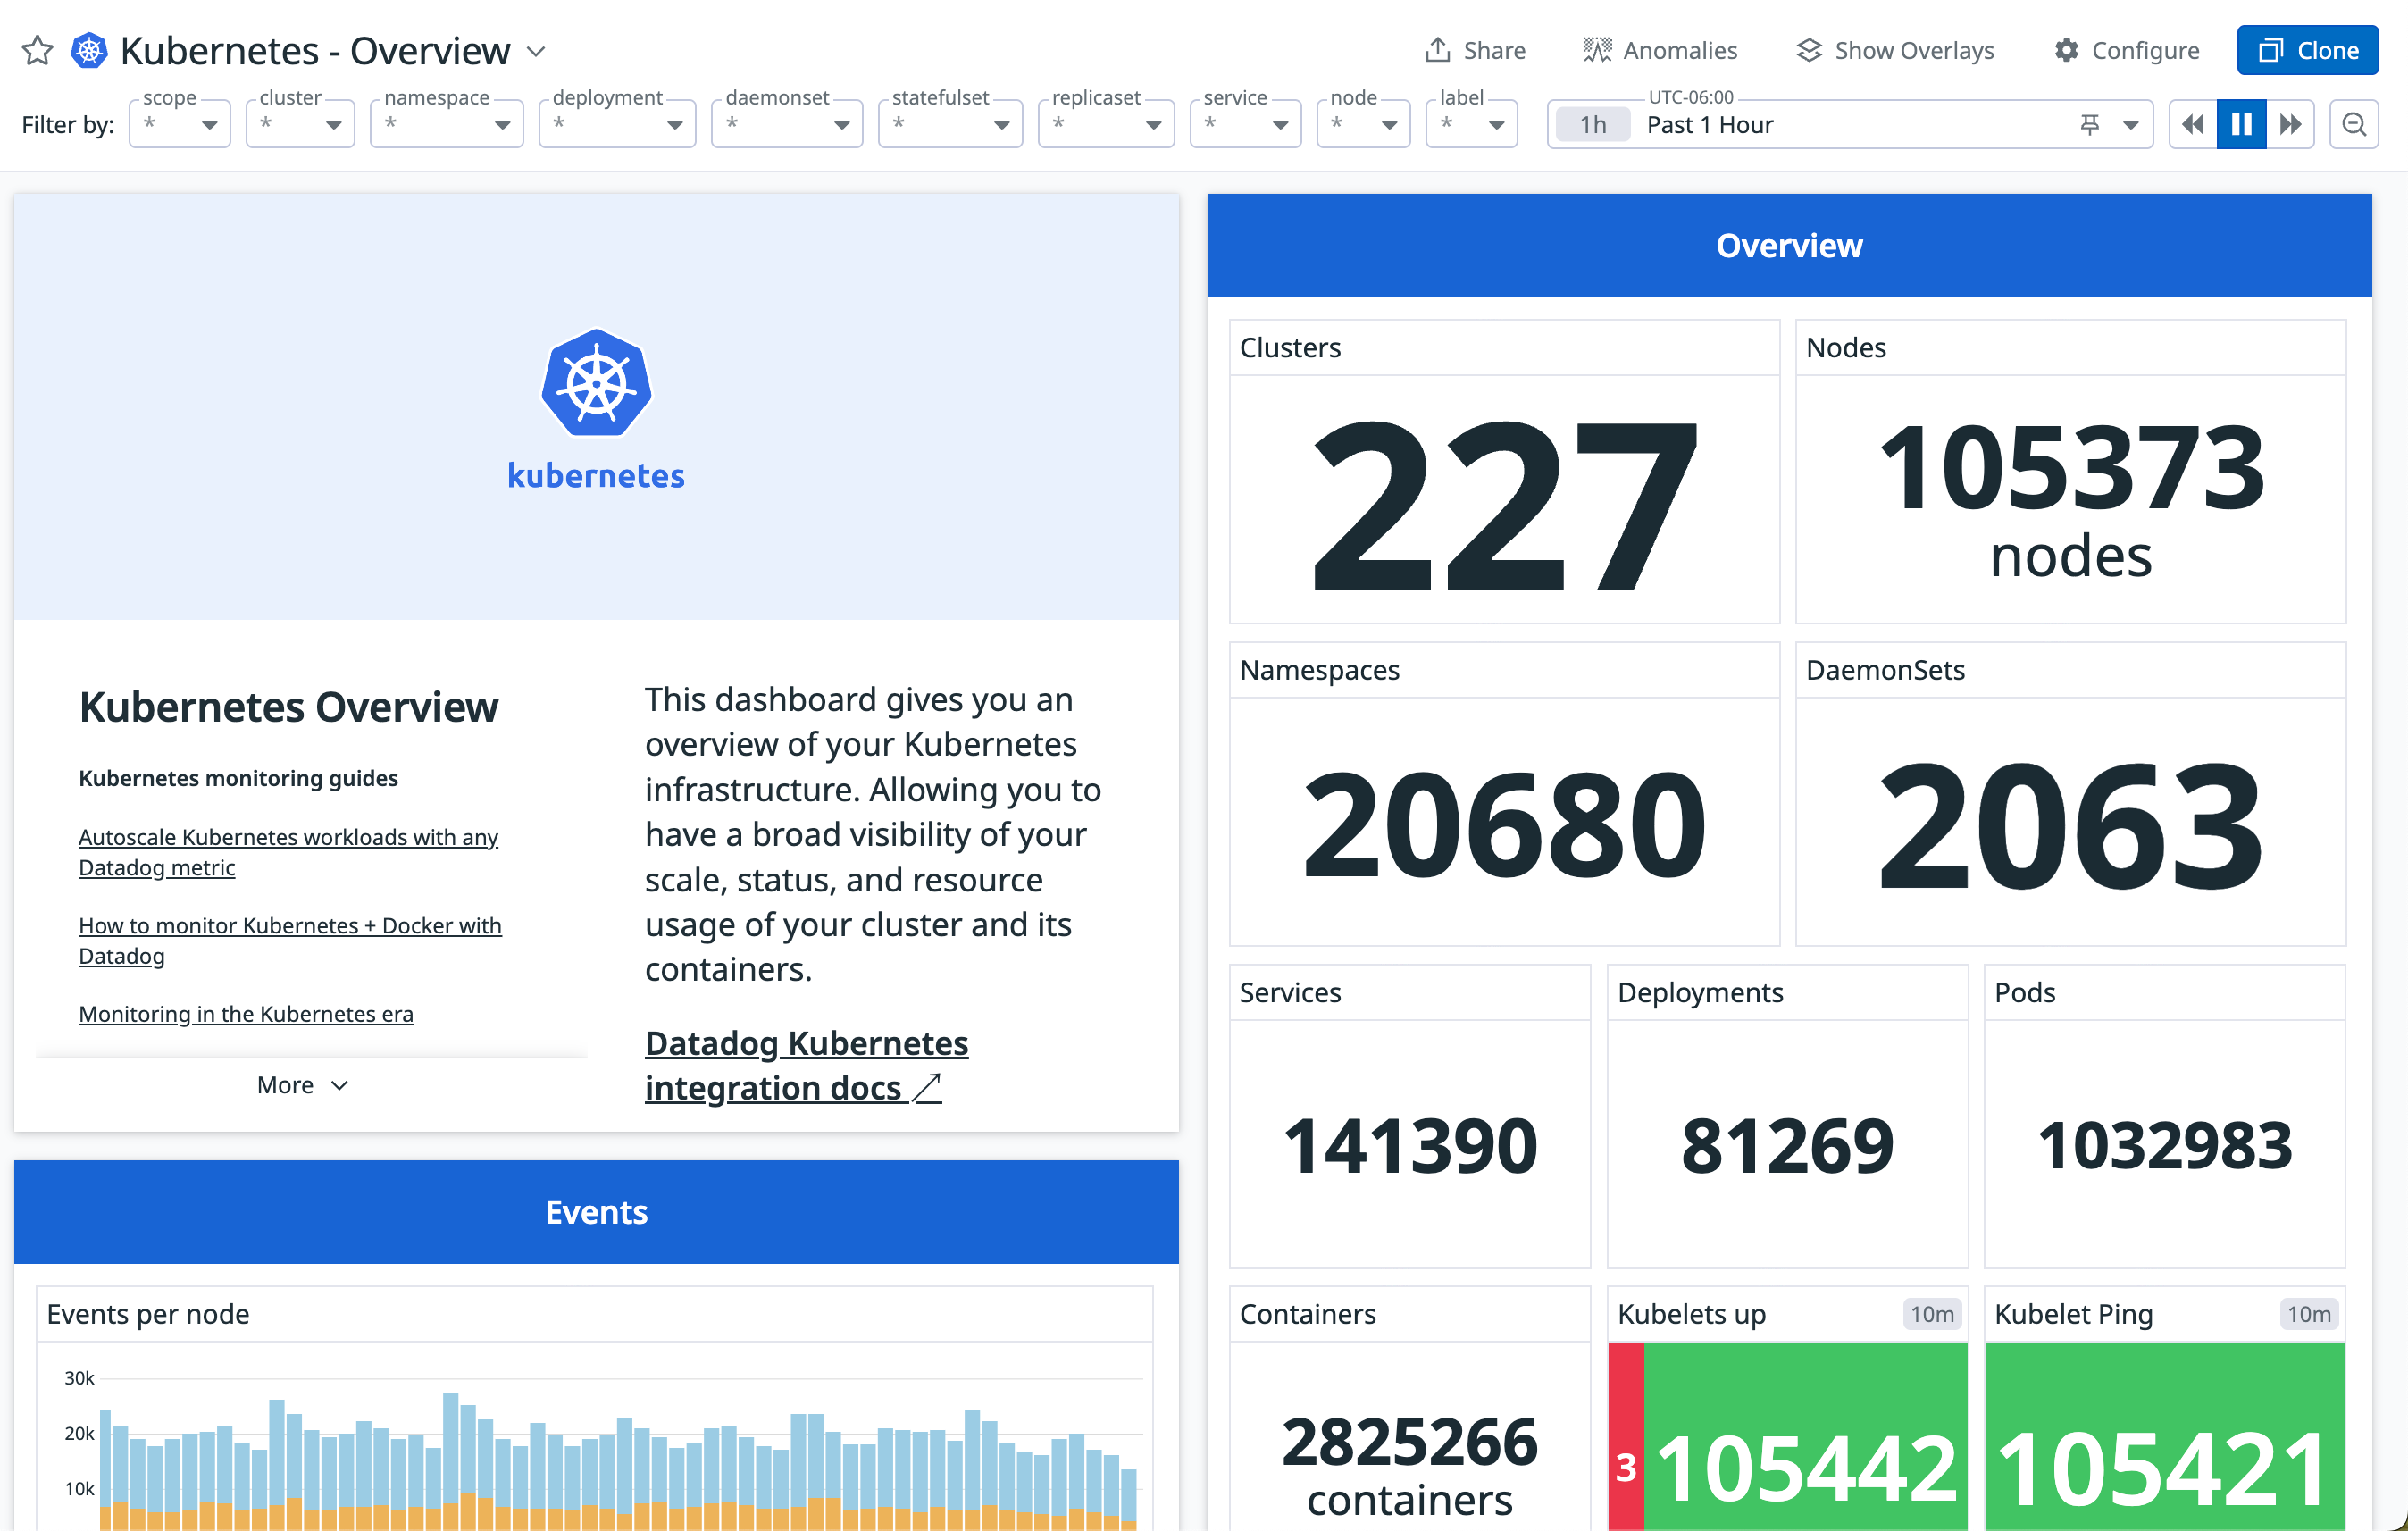 Kubernetes - Overview
Share
Anomalies
Show Overlays
Configure
Clone
Filter by:
scope
*
cluster
*
namespace
*
deployment
*
daemonset
*
statefulset
*
replicaset
*
service
*
node
*
label
*
UTC-06:00
1h Past 1 Hour
kubernetes
Kubernetes Overview
Kubernetes monitoring guides
Autoscale Kubernetes workloads with any
Datadog metric
How to monitor Kubernetes + Docker with
Datadog
Monitoring in the Kubernetes era
More
This dashboard gives you an
overview of your Kubernetes
infrastructure. Allowing you to
have a broad visibility of your
scale, status, and resource
usage of your cluster and its
containers.
Datadog Kubernetes
integration docs
Events
Events per node
30k
20k
10k
Overview
Clusters
227
Nodes
105373
nodes
Namespaces
20680
DaemonSets
2063
Services
141390
Deployments
81269
Pods
1032983
Containers
2825266
containers
Kubelets up 10m
3 105442
Kubelet Ping 10m
105421